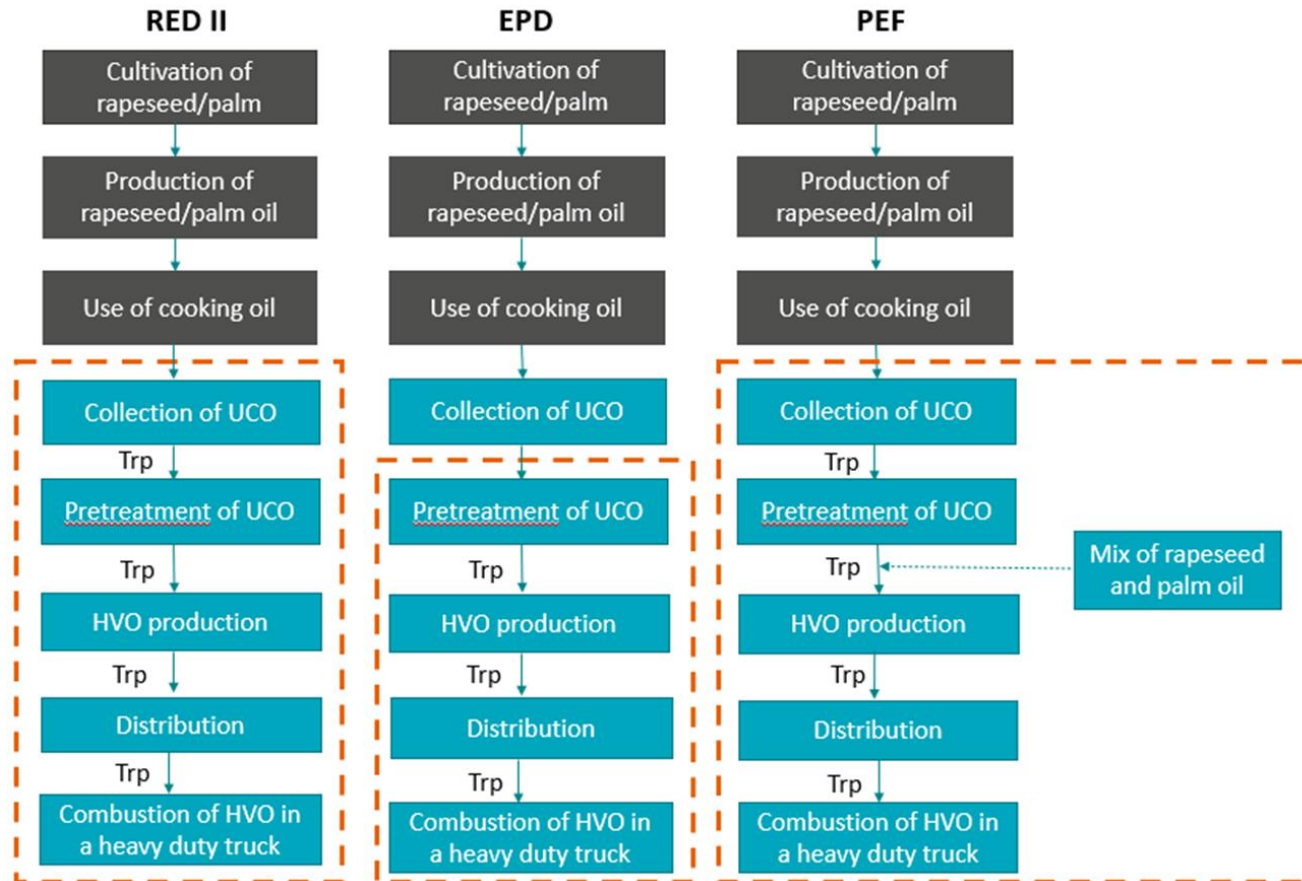 RED II
Cultivation of
rapeseed/palm
Production of
rapeseed/palm oil
Use of cooking oil
Collection of UCO
Trp
Pretreatment of UCO
Trp
HVO production
Trp
Distribution
Trp
Combustion of HVO in
a heavy duty truck
EPD
Cultivation of
rapeseed/palm
Production of
rapeseed/palm oil
Use of cooking oil
Collection of UCO
Pretreatment of UCO
Trp
HVO production
Trp
Distribution
Trp
Combustion of HVO in
a heavy duty truck
PEF
Cultivation of
rapeseed/palm
Production of
rapeseed/palm oil
Use of cooking oil
Collection of UCO
Trp
Pretreatment of UCO
Trp
Mix of rapeseed
and palm oil
HVO production
Trp
Distribution
Trp
Combustion of HVO in
a heavy duty truck